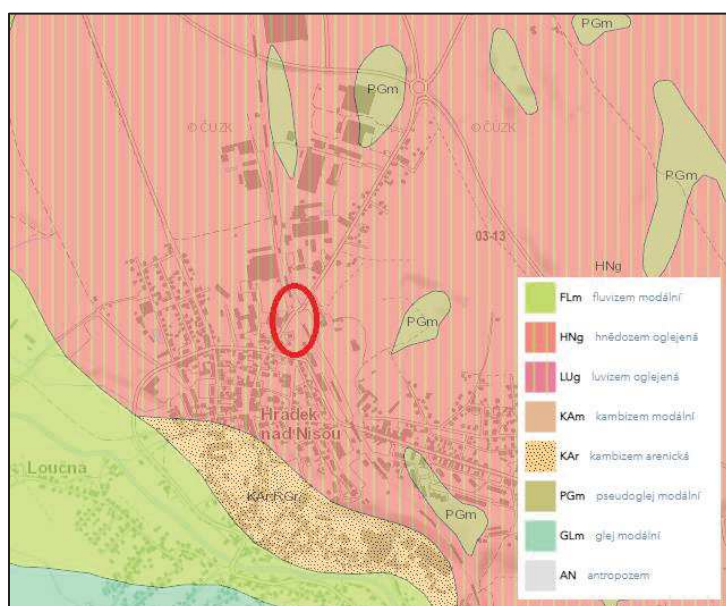 PGm
PGm
© ČÚZK
© ČÚZK
PGm
03-13
HNg
PGm
Hrádek
nad Nisou
Loučná
KAr-RGr
PGm
FLm fluvizem modální
HNg hnědozem oglejená
LUg luvizem oglejená
KAm kambizem modální
KAr kambizem arenická
PGm pseudoglej modální
GLm glej modální
AN antropozem